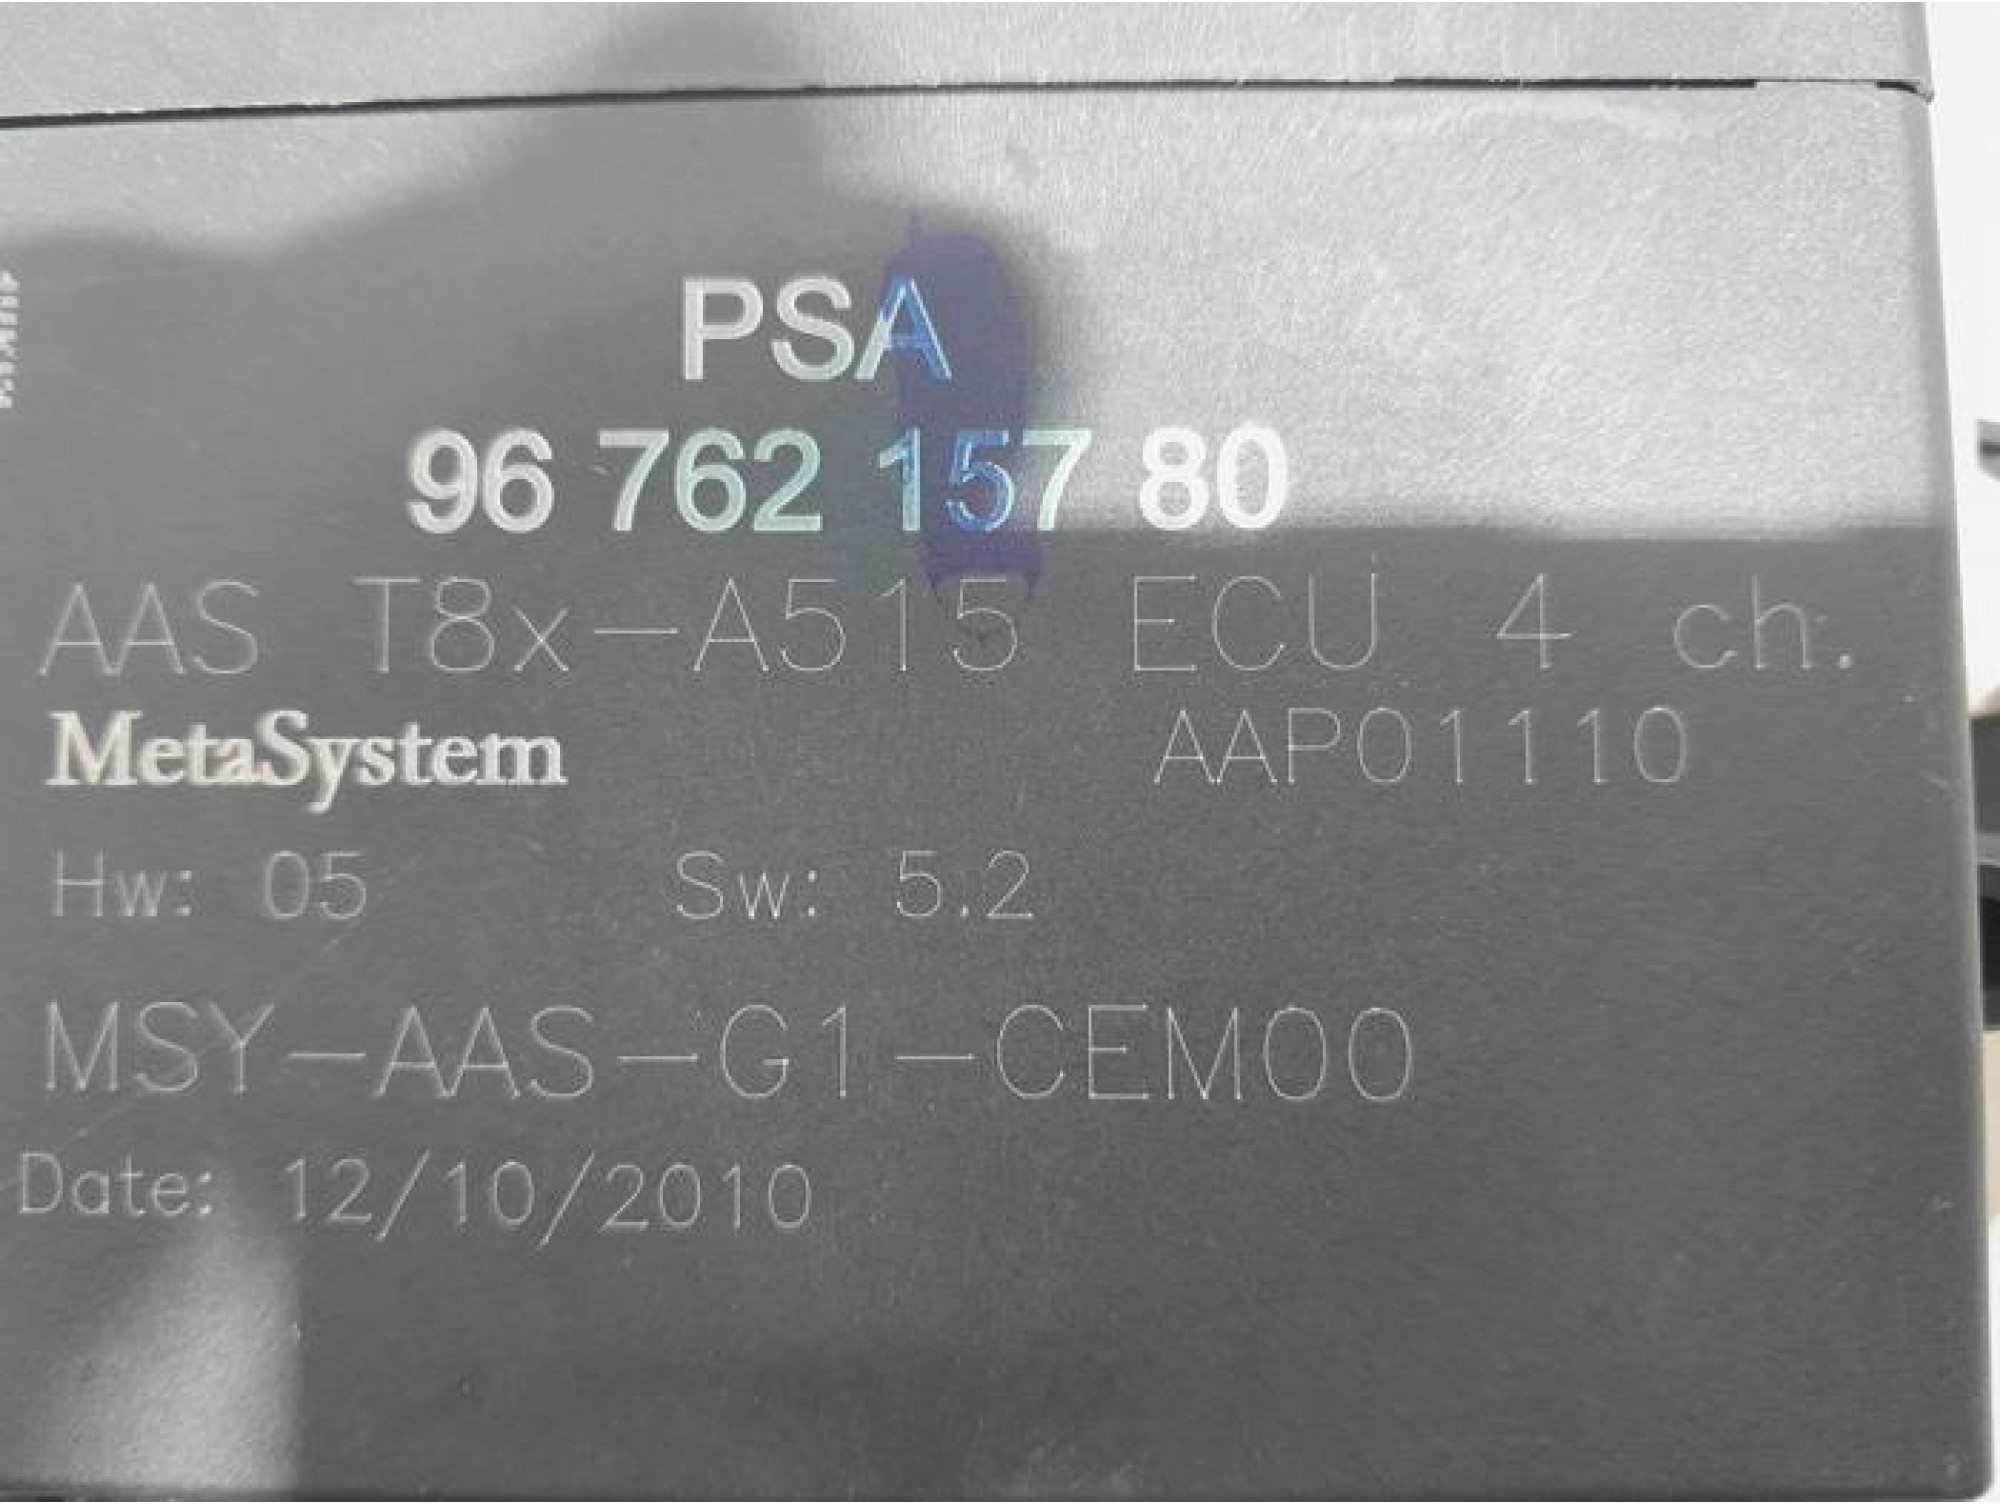 PSA
96 762 157 80
AAS T8x-A515 ECU 4 ch.
MetaSystem AAP01110
Hw: 05 Sw: 5.2
MSY-AAS-G1-CEM00
Date: 12/10/2010